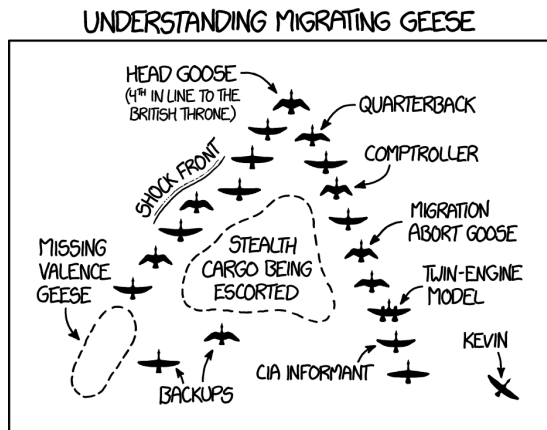 UNDERSTANDING MIGRATING GEESE
HEAD GOOSE
(4TH IN LINE TO THE
BRITISH THRONE)
QUARTERBACK
COMPTROLLER
SHOCK FRONT
MIGRATION
ABORT GOOSE
STEALTH
CARGO BEING
ESCORTED
MISSING
VALENCE
GEESE
TWIN-ENGINE
MODEL
KEVIN
CIA INFORMANT
BACKUPS